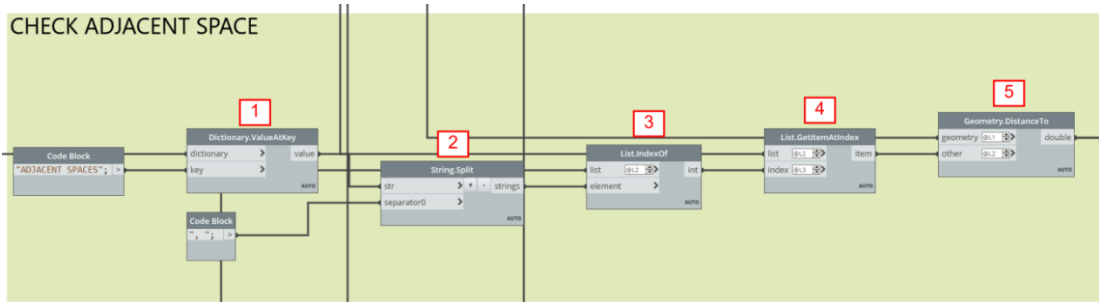 CHECK ADJACENT SPACE
1
2
3
4
5
Code Block
"ADJACENT SPACES"; >
Dictionary.ValueAtKey
dictionary > value
key >
AUTO
Code Block
", "; >
String.Split
str > + - strings
separator0 >
AUTO
List.IndexOf
list @L2 > int
element >
AUTO
List.GetItemAtIndex
list @L2 > item
index @L3 >
AUTO
Geometry.DistanceTo
geometry @L1 > double
other @L2 >
AUTO